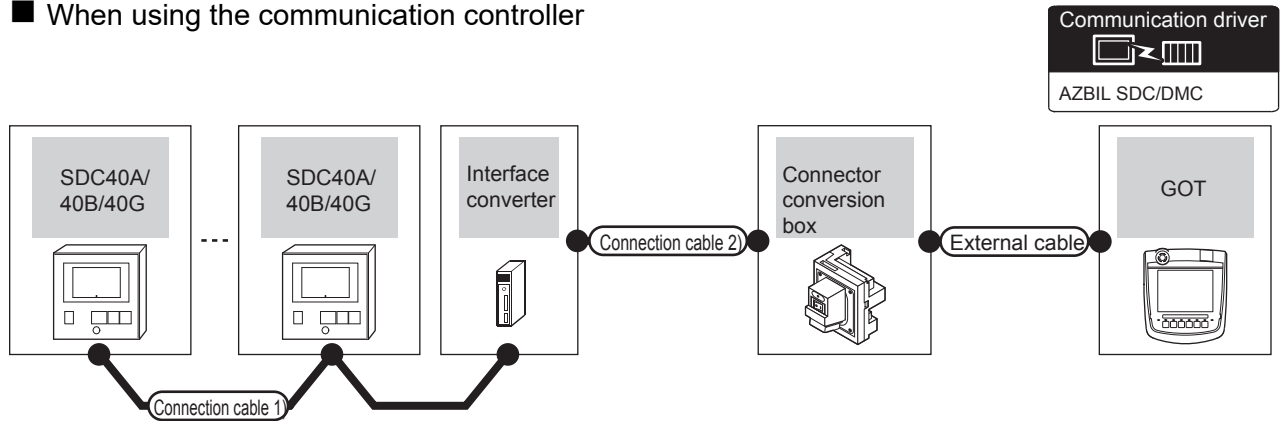 ■ When using the communication controller
Communication driver
AZBIL SDC/DMC
SDC40A/
40B/40G
SDC40A/
40B/40G
Interface
converter
Connector
conversion
box
GOT
Connection cable 2)
External cable
Connection cable 1)